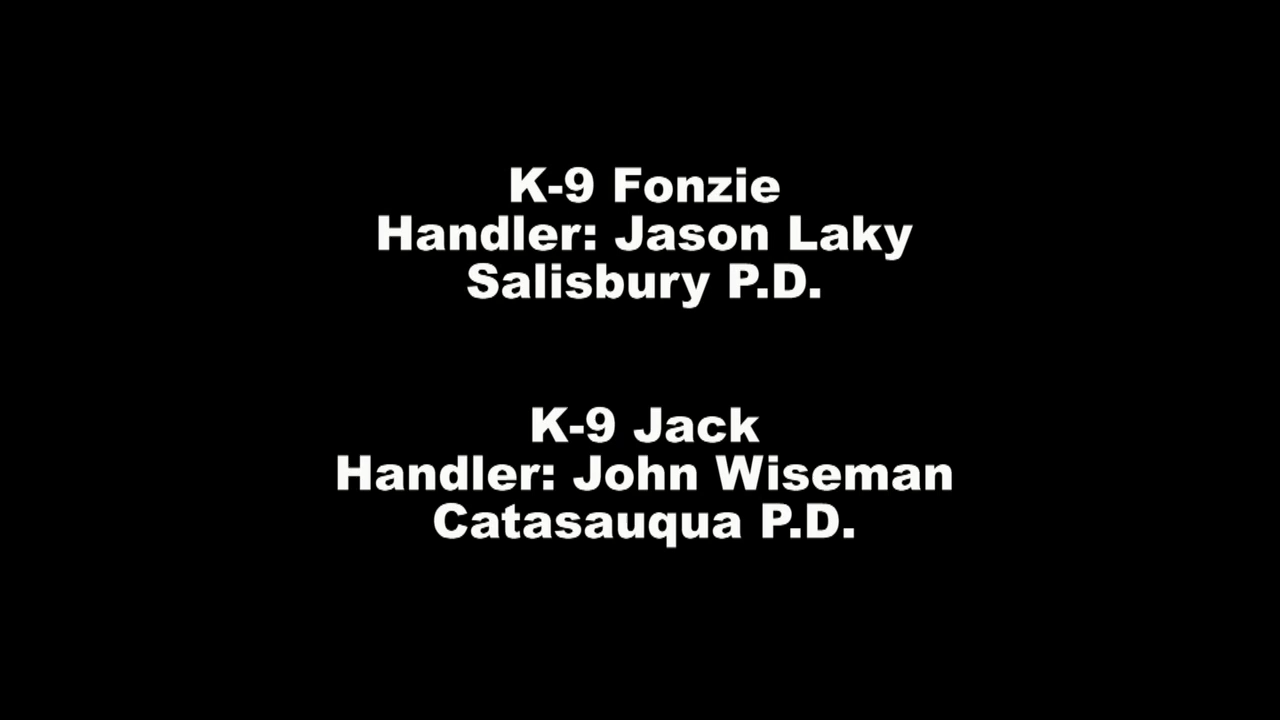 K-9 Fonzie
Handler: Jason Laky
Salisbury P.D.
K-9 Jack
Handler: John Wiseman
Catasauqua P.D.